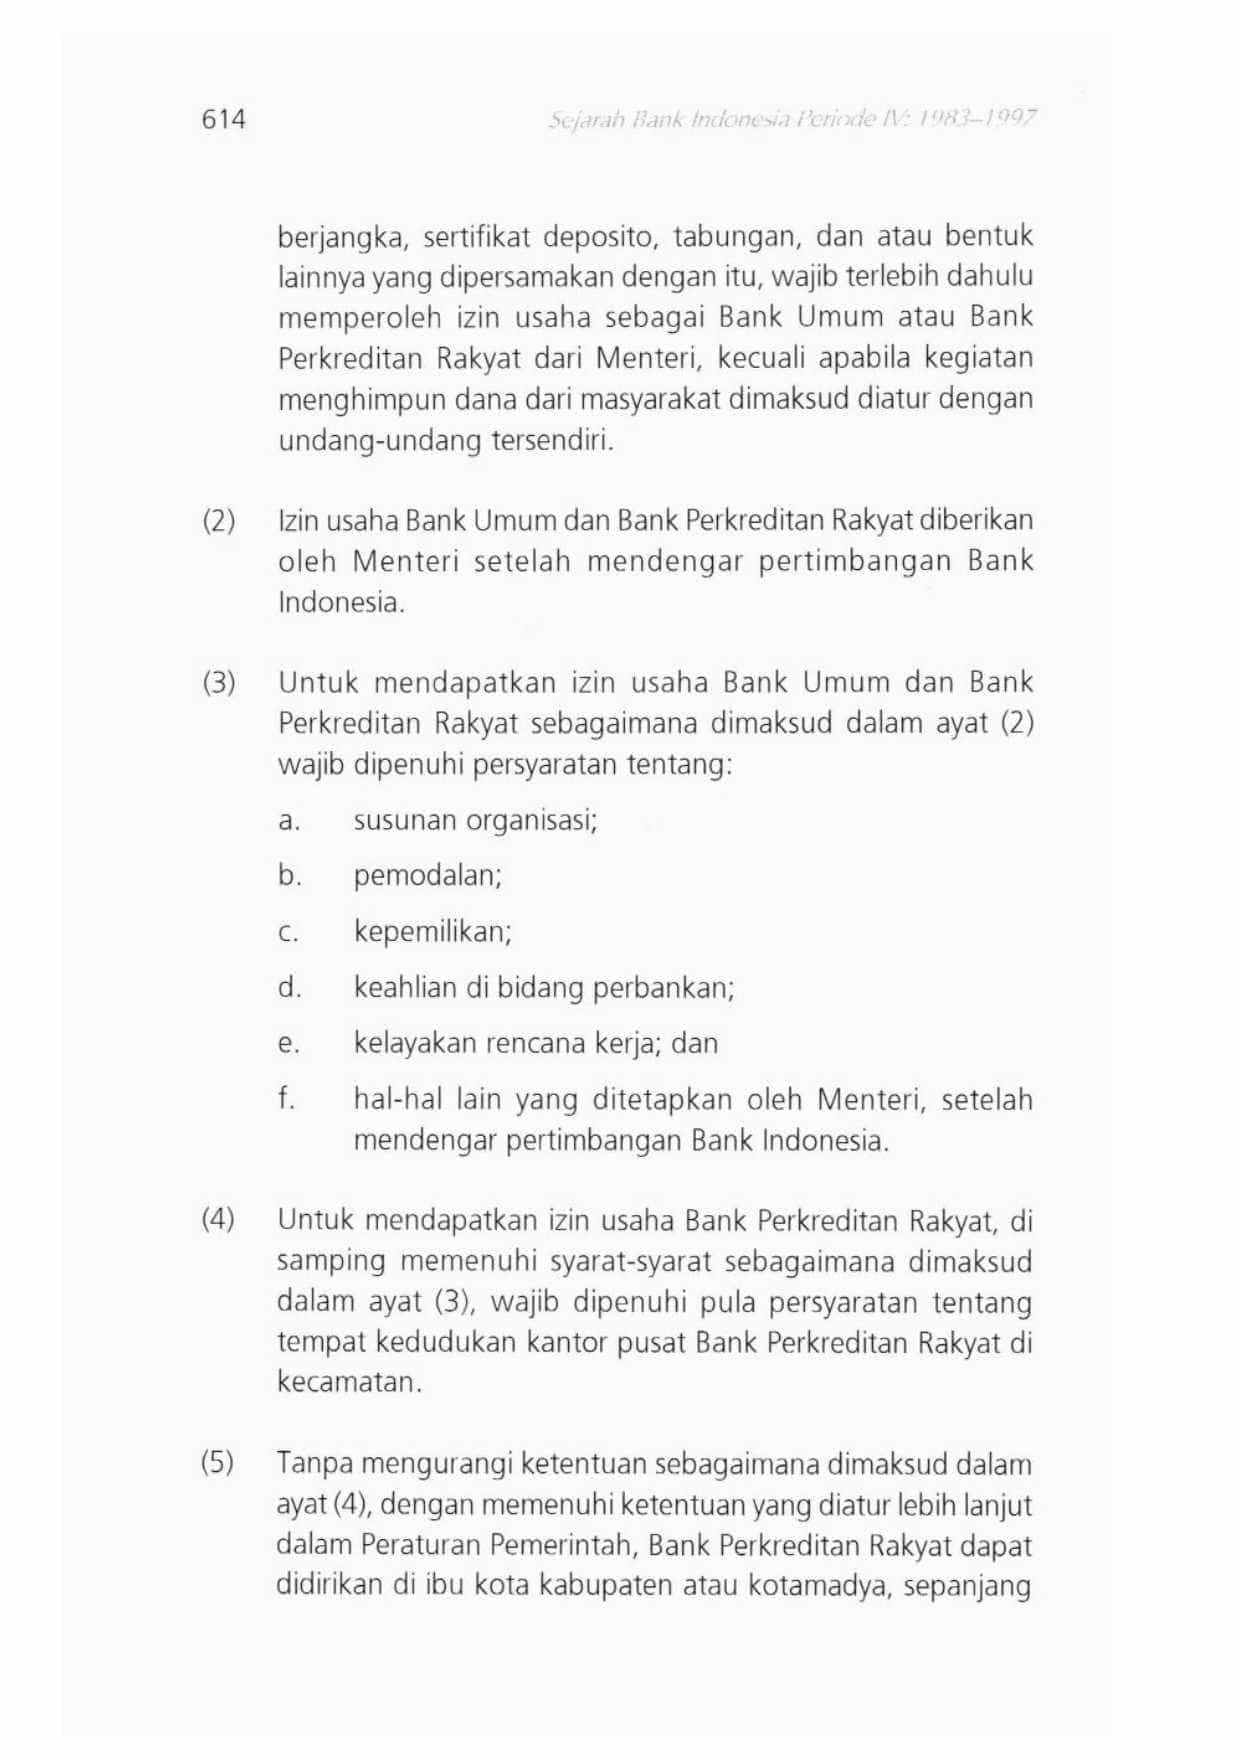 614
Sejarah Bank Indonesia Periode IV: 1983–1997
berjangka, sertifikat deposito, tabungan, dan atau bentuk
lainnya yang dipersamakan dengan itu, wajib terlebih dahulu
memperoleh izin usaha sebagai Bank Umum atau Bank
Perkreditan Rakyat dari Menteri, kecuali apabila kegiatan
menghimpun dana dari masyarakat dimaksud diatur dengan
undang-undang tersendiri.
(2) Izin usaha Bank Umum dan Bank Perkreditan Rakyat diberikan
oleh Menteri setelah mendengar pertimbangan Bank
Indonesia.
(3) Untuk mendapatkan izin usaha Bank Umum dan Bank
Perkreditan Rakyat sebagaimana dimaksud dalam ayat (2)
wajib dipenuhi persyaratan tentang:
a. susunan organisasi;
b. pemodalan;
c. kepemilikan;
d. keahlian di bidang perbankan;
e. kelayakan rencana kerja; dan
f. hal-hal lain yang ditetapkan oleh Menteri, setelah
mendengar pertimbangan Bank Indonesia.
(4) Untuk mendapatkan izin usaha Bank Perkreditan Rakyat, di
samping memenuhi syarat-syarat sebagaimana dimaksud
dalam ayat (3), wajib dipenuhi pula persyaratan tentang
tempat kedudukan kantor pusat Bank Perkreditan Rakyat di
kecamatan.
(5) Tanpa mengurangi ketentuan sebagaimana dimaksud dalam
ayat (4), dengan memenuhi ketentuan yang diatur lebih lanjut
dalam Peraturan Pemerintah, Bank Perkreditan Rakyat dapat
didirikan di ibu kota kabupaten atau kotamadya, sepanjang